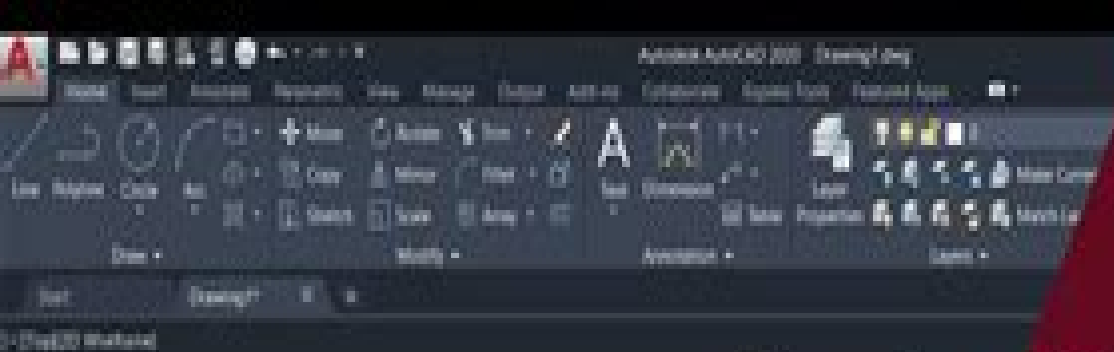 A
Autodesk AutoCAD 2020 Drawing1.dwg
Home Insert Annotate Parametric View Manage Output Add-ins Collaborate Express Tools Featured Apps
Line Polyline Circle Arc
Move Rotate Trim
Copy Mirror Fillet
Stretch Scale Array
A
Text Dimension
Table
Layer
Properties
Make Current
Match Layer
Draw Modify Annotation Layers
Start Drawing1*
[Top][2D Wireframe]